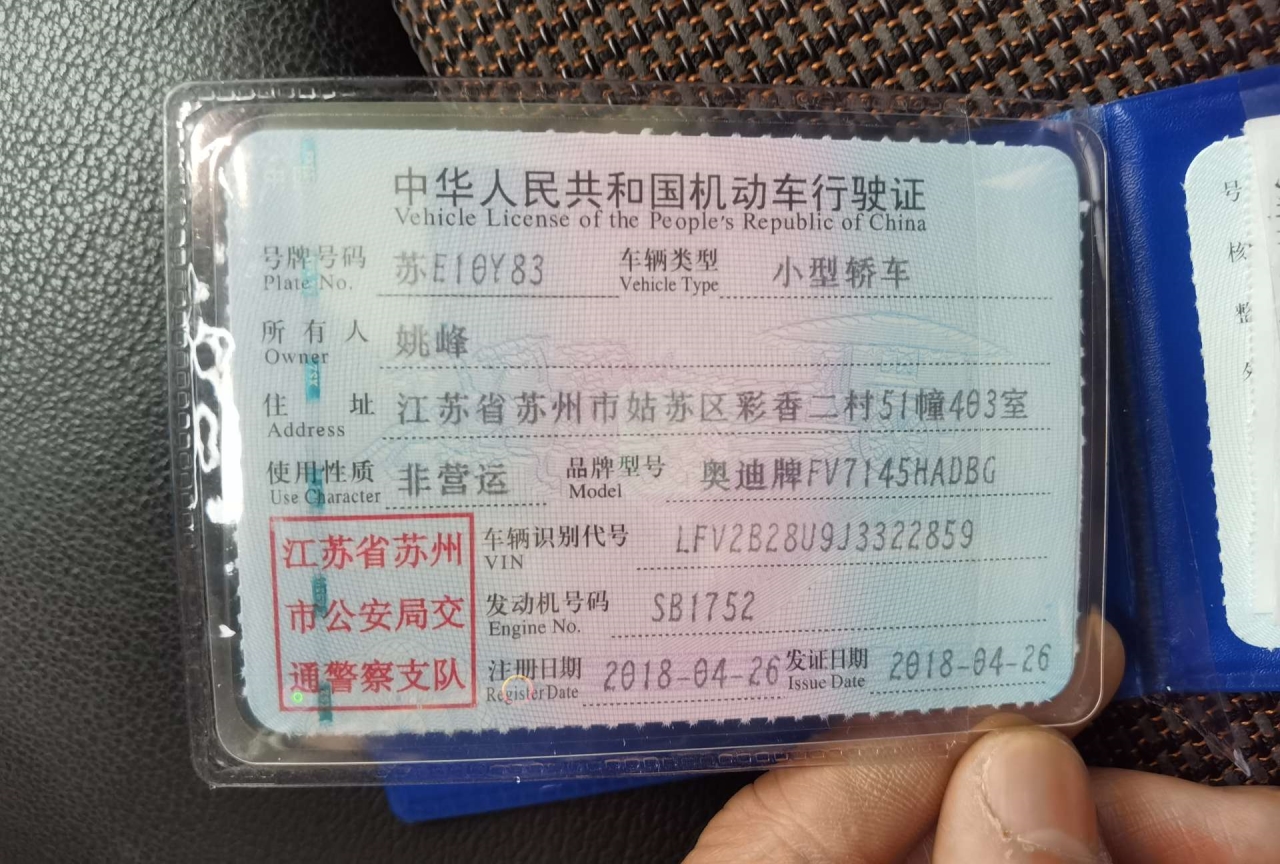 中华人民共和国机动车行驶证
Vehicle License of the People's Republic of China
号牌号码 苏E10Y83 车辆类型 小型轿车
Plate No. Vehicle Type
所有人 姚峰
Owner
住址 江苏省苏州市姑苏区彩香二村51幢403室
Address
使用性质 非营运 品牌型号 奥迪牌FV7145HADBG
Use Character Model
江苏省苏州
市公安局交
通警察支队
车辆识别代号 LFV2B28U9J3322859
VIN
发动机号码 SB1752
Engine No.
注册日期 2018-04-26 发证日期 2018-04-26
Register Date Issue Date
号
核
整